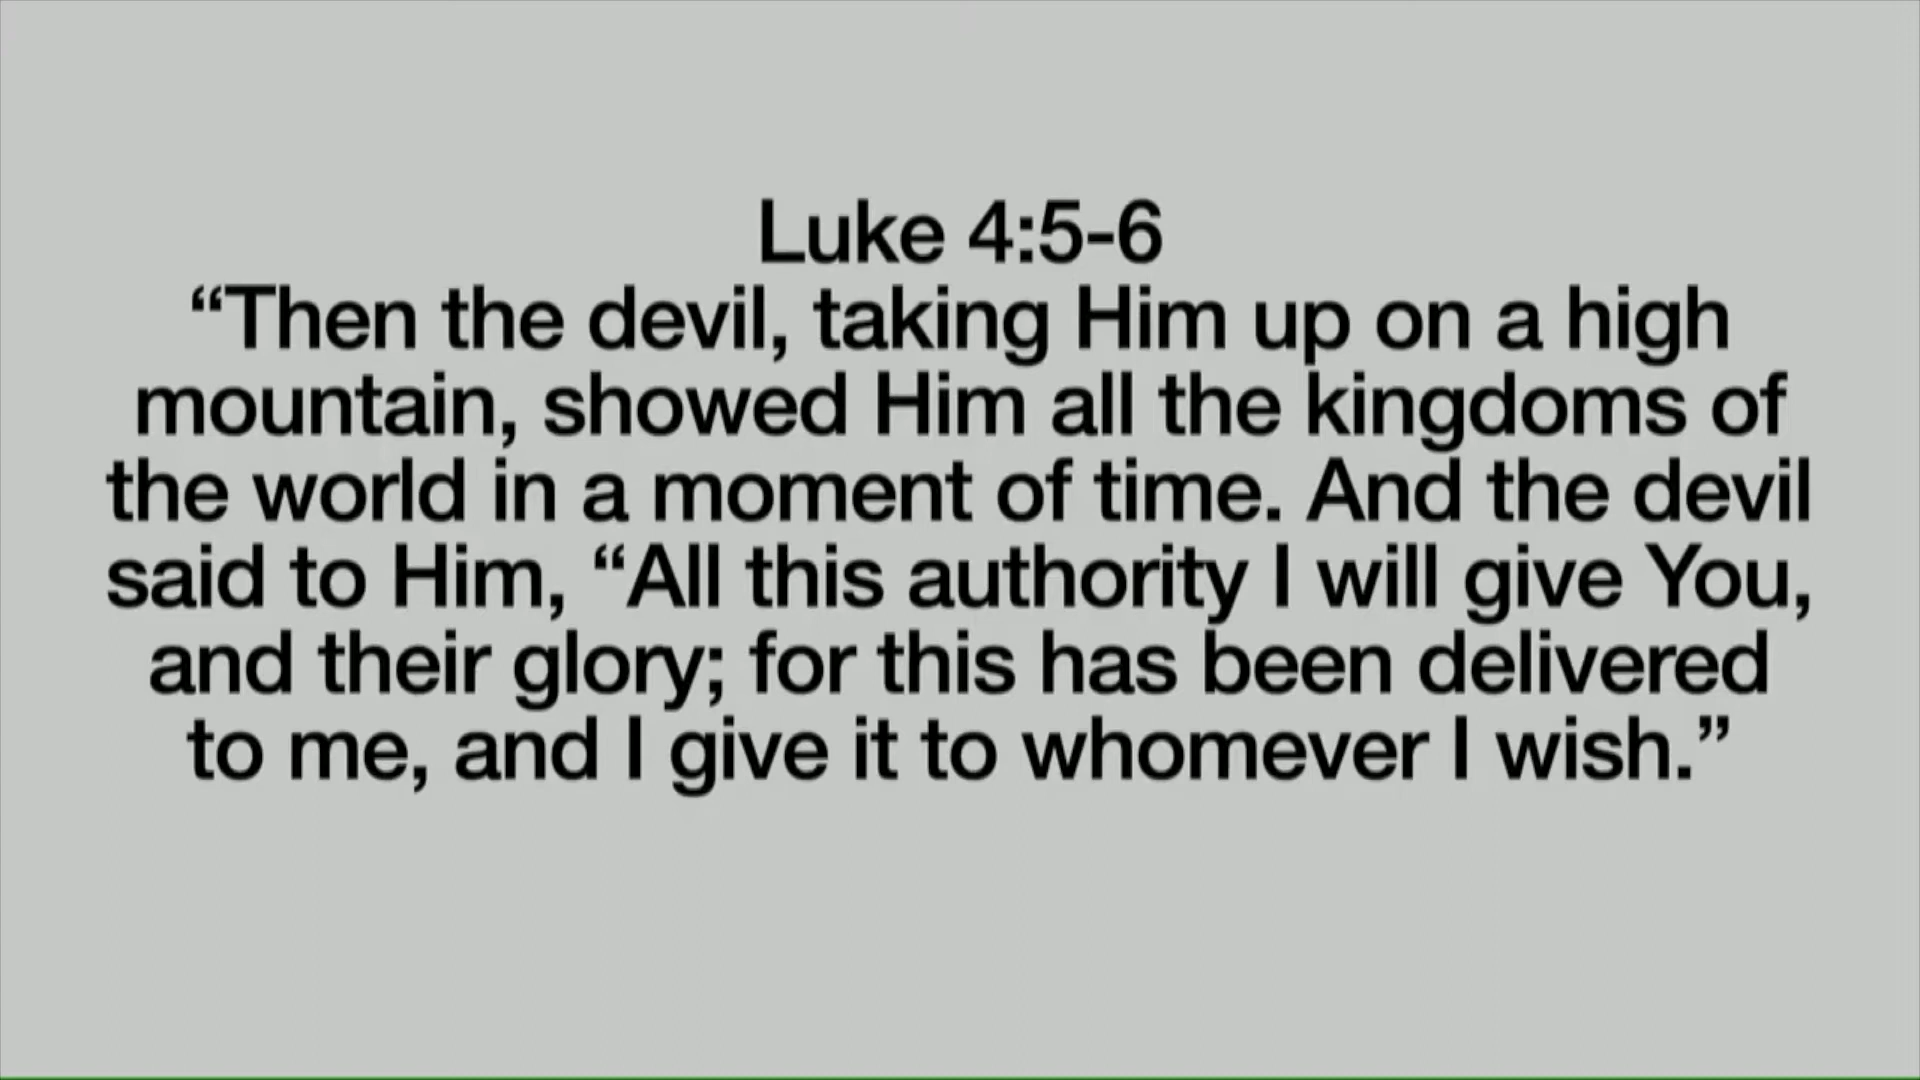 Luke 4:5-6
“Then the devil, taking Him up on a high
mountain, showed Him all the kingdoms of
the world in a moment of time. And the devil
said to Him, “All this authority I will give You,
and their glory; for this has been delivered
to me, and I give it to whomever I wish.”